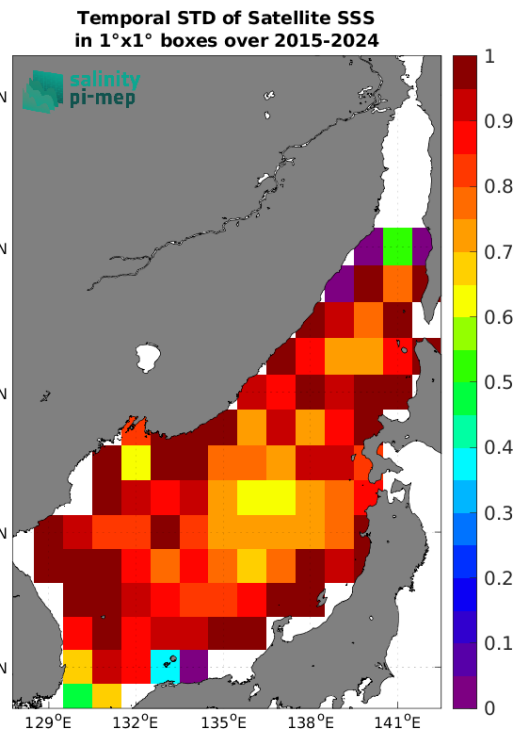 Temporal STD of Satellite SSS
in 1°x1° boxes over 2015-2024
salinity
pi-mep
N
N
N
N
N
1
0.9
0.8
0.7
0.6
0.5
0.4
0.3
0.2
0.1
0
129°E 132°E 135°E 138°E 141°E